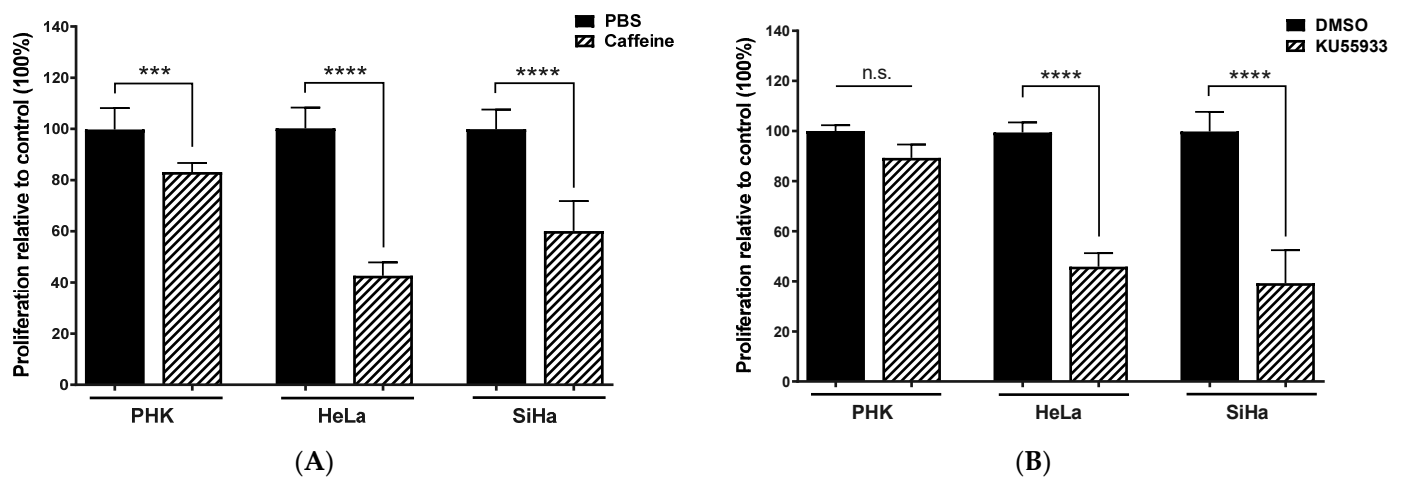 PBS
Caffeine
Proliferation relative to control (100%)
140
120
100
80
60
40
20
0
*** **** ****
PHK HeLa SiHa
(A)
DMSO
KU55933
Proliferation relative to control (100%)
140
120
100
80
60
40
20
0
n.s. **** ****
PHK HeLa SiHa
(B)